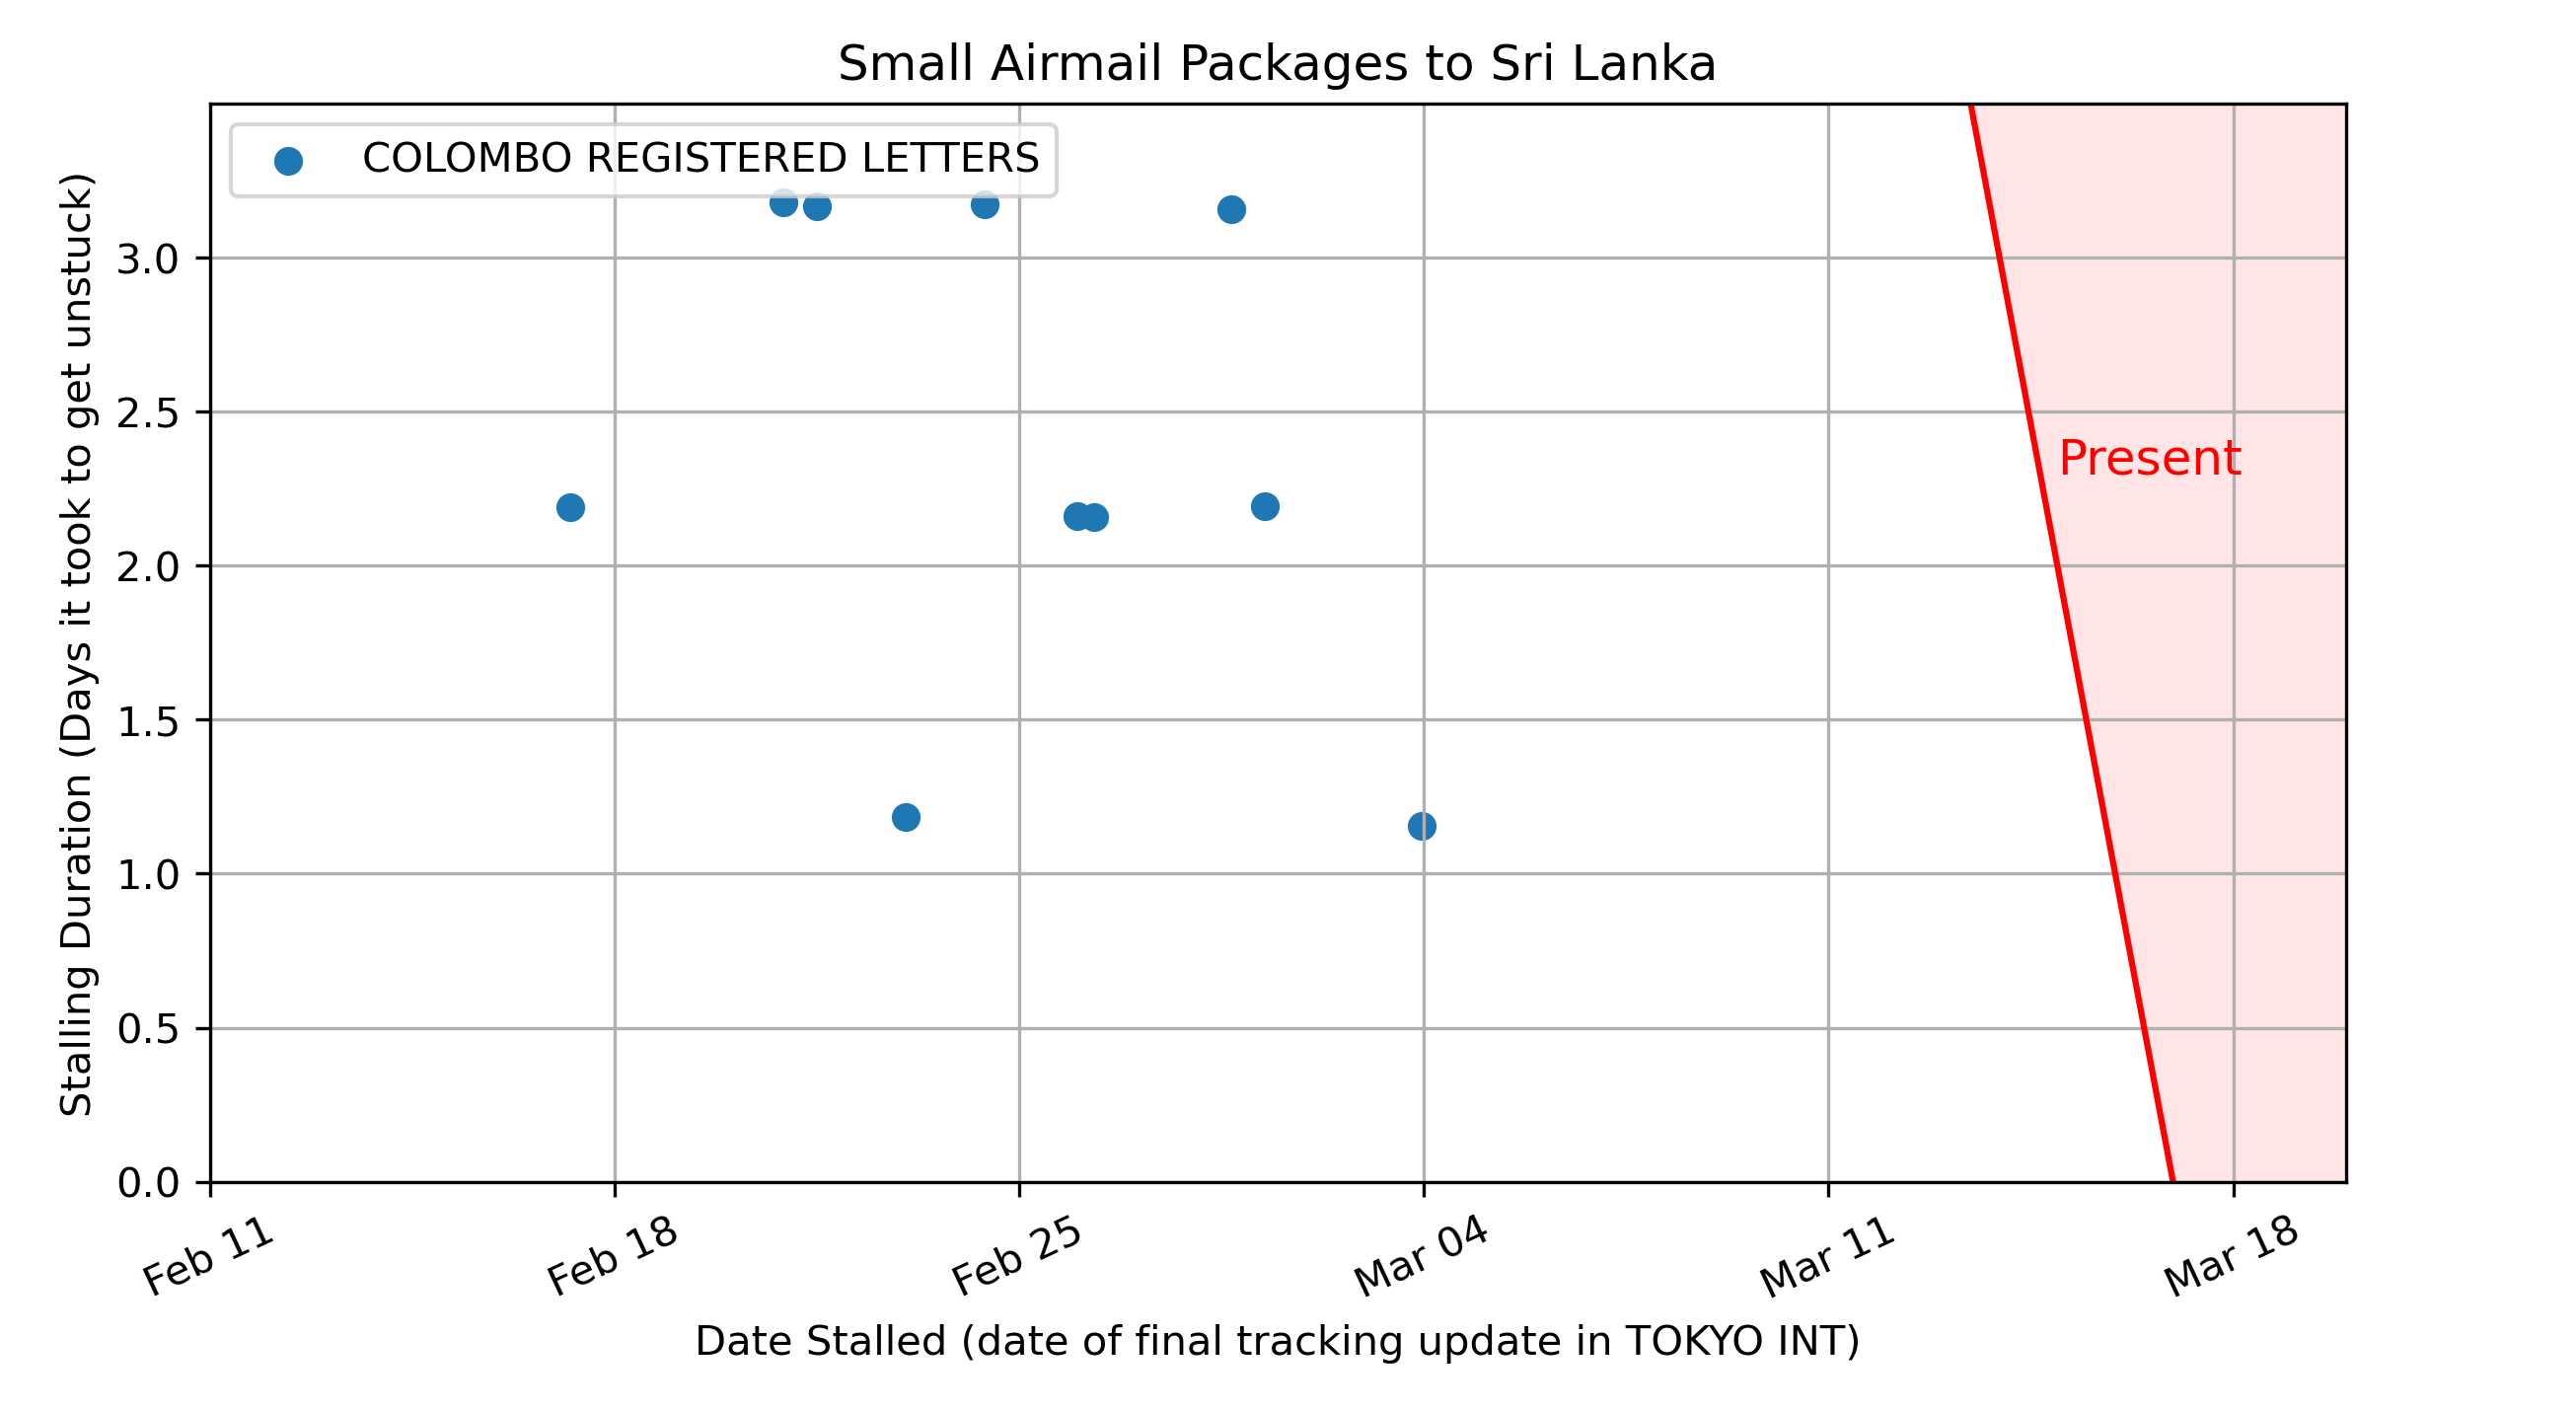 Small Airmail Packages to Sri Lanka
COLOMBO REGISTERED LETTERS
Stalling Duration (Days it took to get unstuck)
3.0
2.5
2.0
1.5
1.0
0.5
0.0
Present
Feb 11
Feb 18
Feb 25
Mar 04
Mar 11
Mar 18
Date Stalled (date of final tracking update in TOKYO INT)